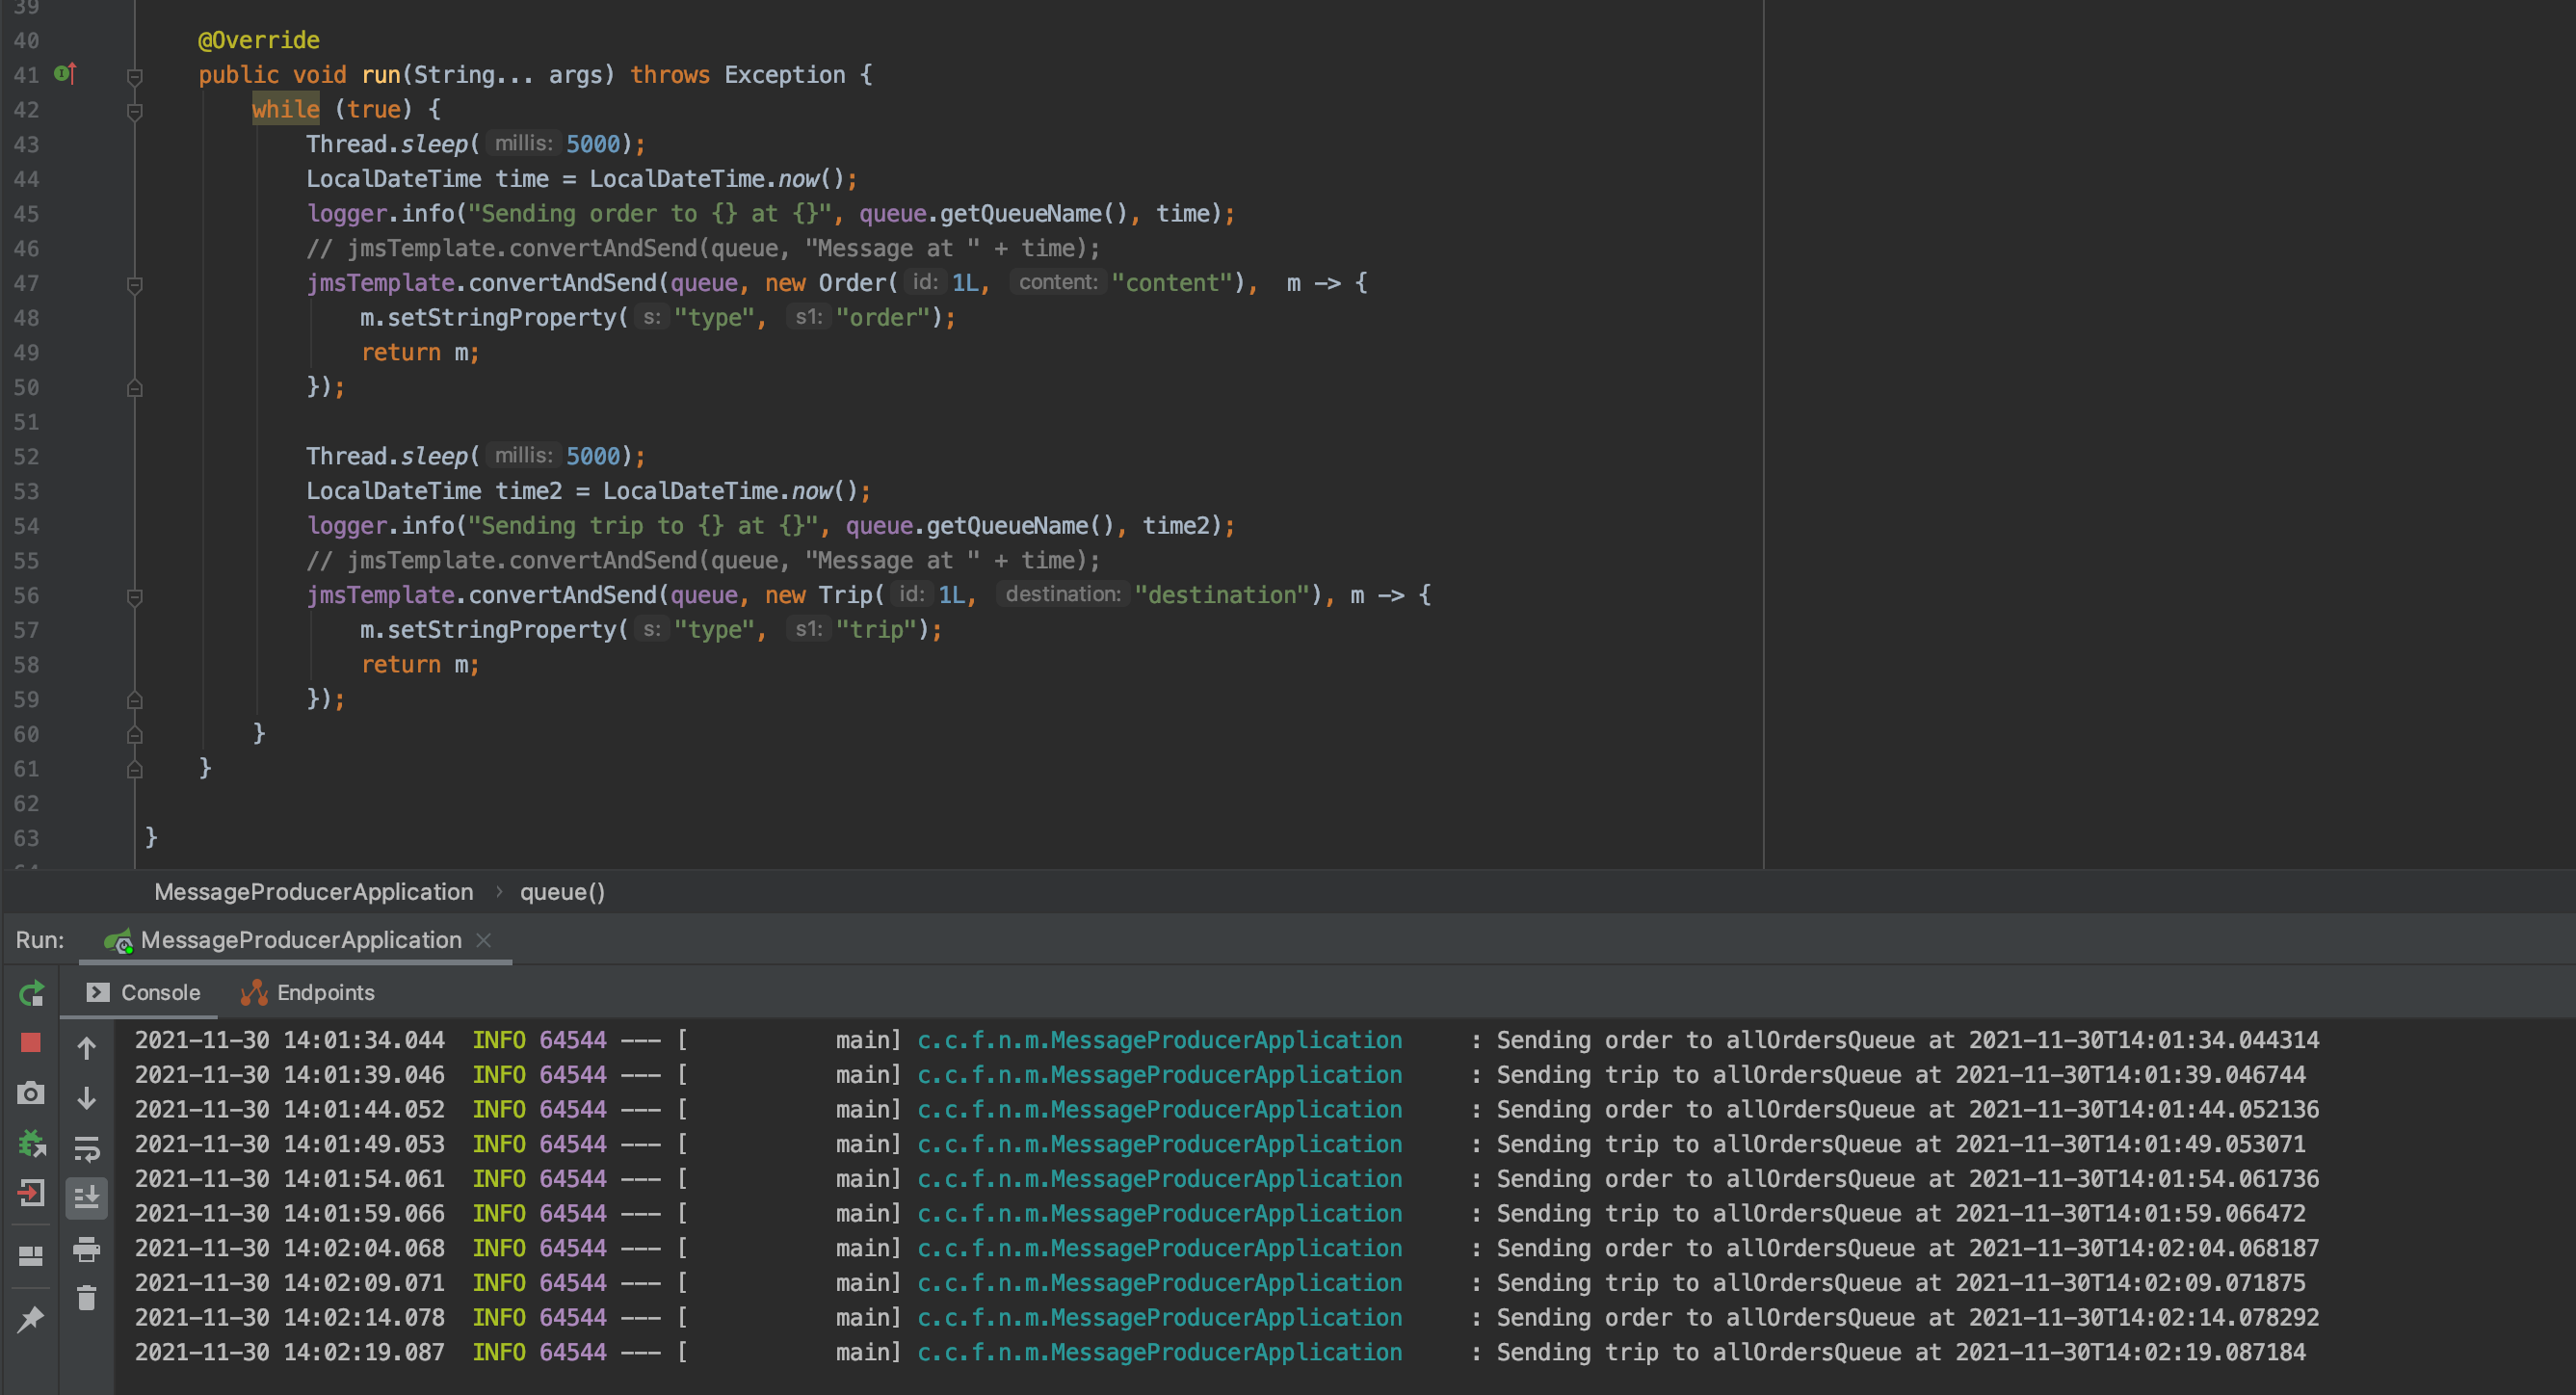 39
40 @Override
41 public void run(String... args) throws Exception {
42 while (true) {
43 Thread.sleep( millis: 5000);
44 LocalDateTime time = LocalDateTime.now();
45 logger.info("Sending order to {} at {}", queue.getQueueName(), time);
46 // jmsTemplate.convertAndSend(queue, "Message at " + time);
47 jmsTemplate.convertAndSend(queue, new Order( id: 1L, content: "content"), m -> {
48 m.setStringProperty( s: "type", s1: "order");
49 return m;
50 });
51
52 Thread.sleep( millis: 5000);
53 LocalDateTime time2 = LocalDateTime.now();
54 logger.info("Sending trip to {} at {}", queue.getQueueName(), time2);
55 // jmsTemplate.convertAndSend(queue, "Message at " + time);
56 jmsTemplate.convertAndSend(queue, new Trip( id: 1L, destination: "destination"), m -> {
57 m.setStringProperty( s: "type", s1: "trip");
58 return m;
59 });
60 }
61 }
62
63 }
MessageProducerApplication › queue()
Run: MessageProducerApplication
Console Endpoints
2021-11-30 14:01:34.044 INFO 64544 --- [ main] c.c.f.n.m.MessageProducerApplication : Sending order to allOrdersQueue at 2021-11-30T14:01:34.044314
2021-11-30 14:01:39.046 INFO 64544 --- [ main] c.c.f.n.m.MessageProducerApplication : Sending trip to allOrdersQueue at 2021-11-30T14:01:39.046744
2021-11-30 14:01:44.052 INFO 64544 --- [ main] c.c.f.n.m.MessageProducerApplication : Sending order to allOrdersQueue at 2021-11-30T14:01:44.052136
2021-11-30 14:01:49.053 INFO 64544 --- [ main] c.c.f.n.m.MessageProducerApplication : Sending trip to allOrdersQueue at 2021-11-30T14:01:49.053071
2021-11-30 14:01:54.061 INFO 64544 --- [ main] c.c.f.n.m.MessageProducerApplication : Sending order to allOrdersQueue at 2021-11-30T14:01:54.061736
2021-11-30 14:01:59.066 INFO 64544 --- [ main] c.c.f.n.m.MessageProducerApplication : Sending trip to allOrdersQueue at 2021-11-30T14:01:59.066472
2021-11-30 14:02:04.068 INFO 64544 --- [ main] c.c.f.n.m.MessageProducerApplication : Sending order to allOrdersQueue at 2021-11-30T14:02:04.068187
2021-11-30 14:02:09.071 INFO 64544 --- [ main] c.c.f.n.m.MessageProducerApplication : Sending trip to allOrdersQueue at 2021-11-30T14:02:09.071875
2021-11-30 14:02:14.078 INFO 64544 --- [ main] c.c.f.n.m.MessageProducerApplication : Sending order to allOrdersQueue at 2021-11-30T14:02:14.078292
2021-11-30 14:02:19.087 INFO 64544 --- [ main] c.c.f.n.m.MessageProducerApplication : Sending trip to allOrdersQueue at 2021-11-30T14:02:19.087184